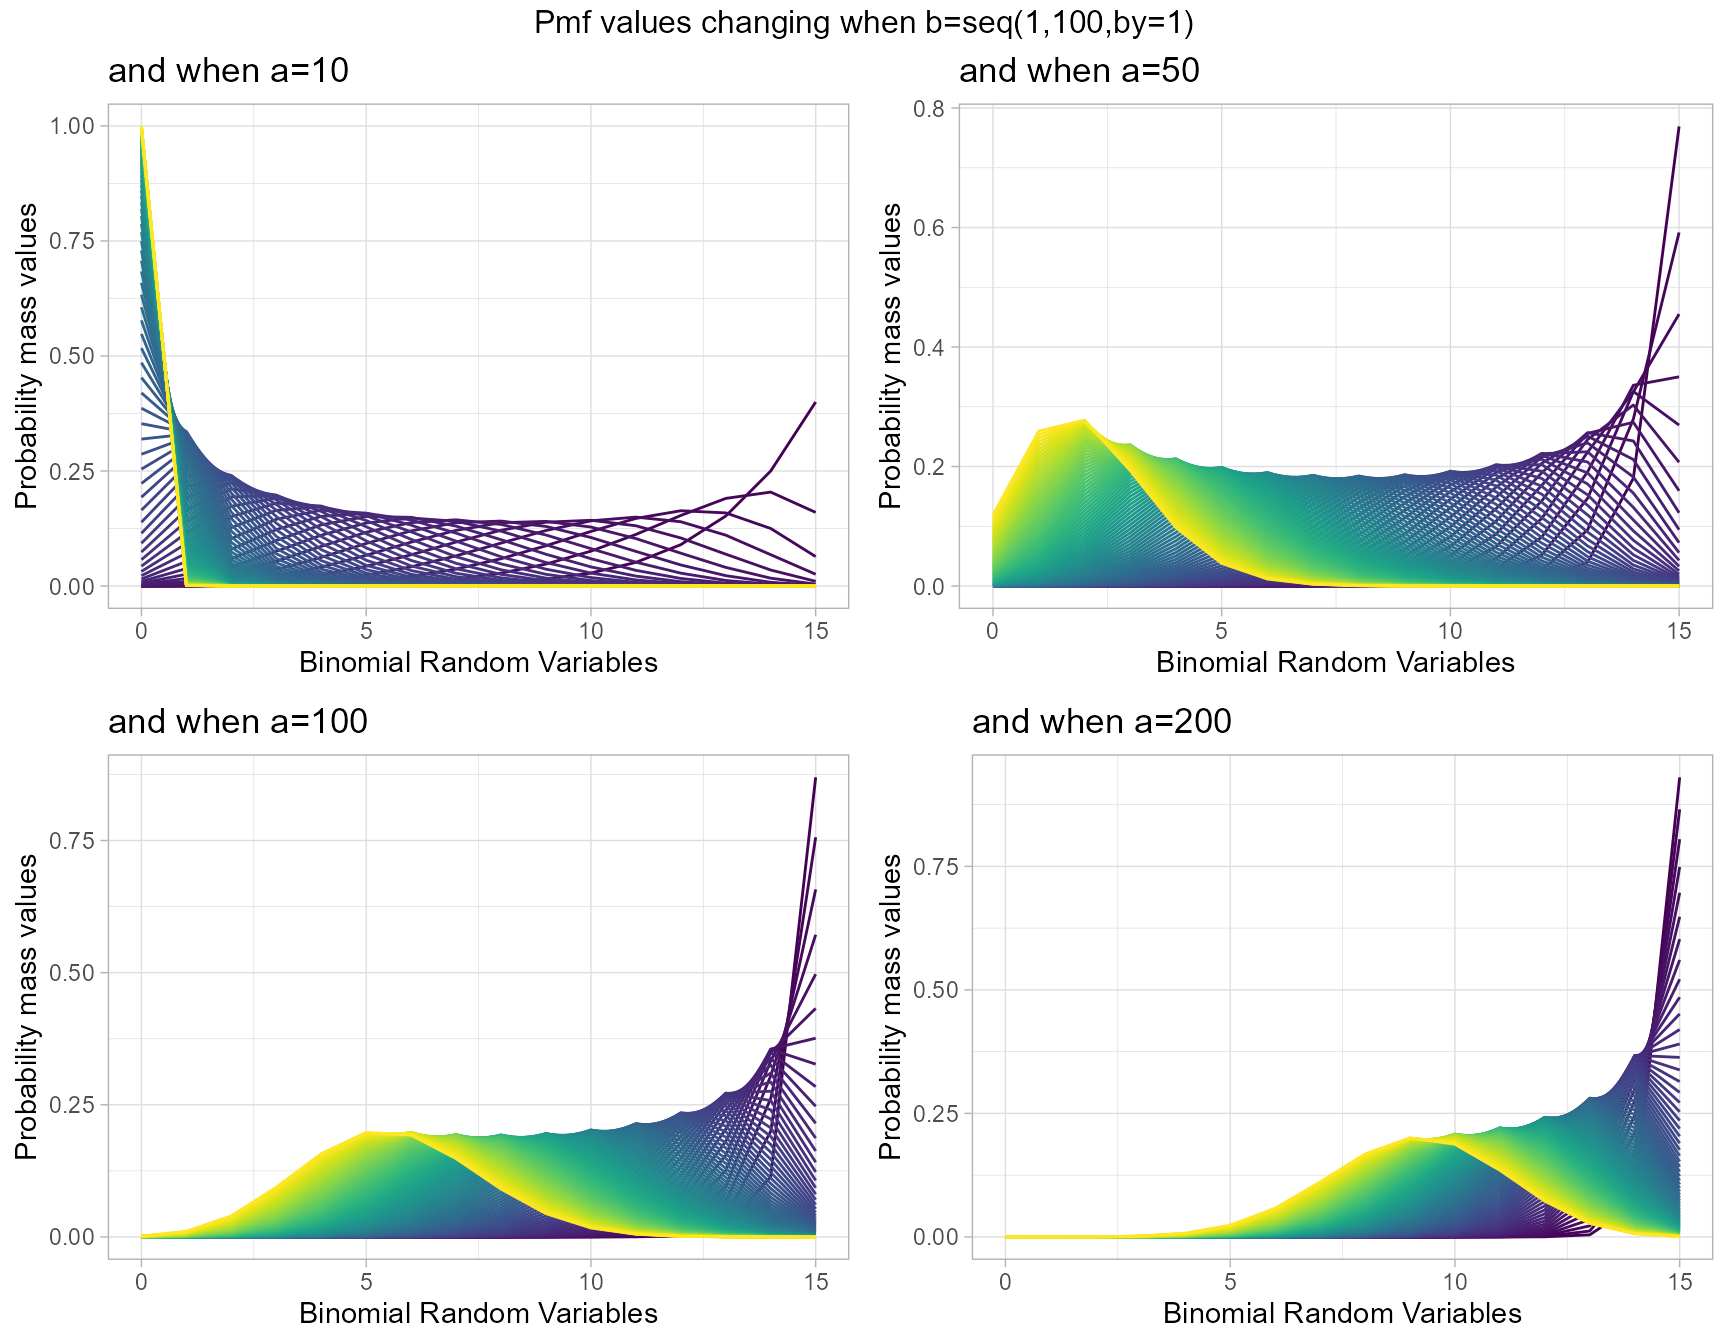 Pmf values changing when b=seq(1,100,by=1)
and when a=10
Probability mass values
1.00
0.75
0.50
0.25
0.00
0 5 10 15
Binomial Random Variables
and when a=50
Probability mass values
0.8
0.6
0.4
0.2
0.0
0 5 10 15
Binomial Random Variables
and when a=100
Probability mass values
0.75
0.50
0.25
0.00
0 5 10 15
Binomial Random Variables
and when a=200
Probability mass values
0.75
0.50
0.25
0.00
0 5 10 15
Binomial Random Variables